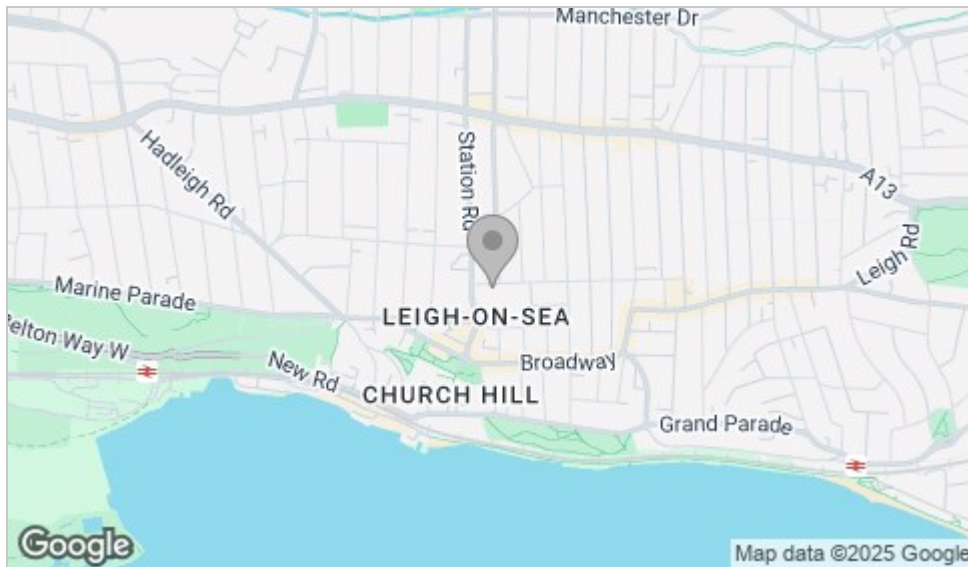 Manchester Dr
Station Rd
Hadleigh Rd
A13
Leigh Rd
Marine Parade
LEIGH-ON-SEA
Belton Way W
New Rd
Broadway
CHURCH HILL
Grand Parade
Google
Map data ©2025 Google